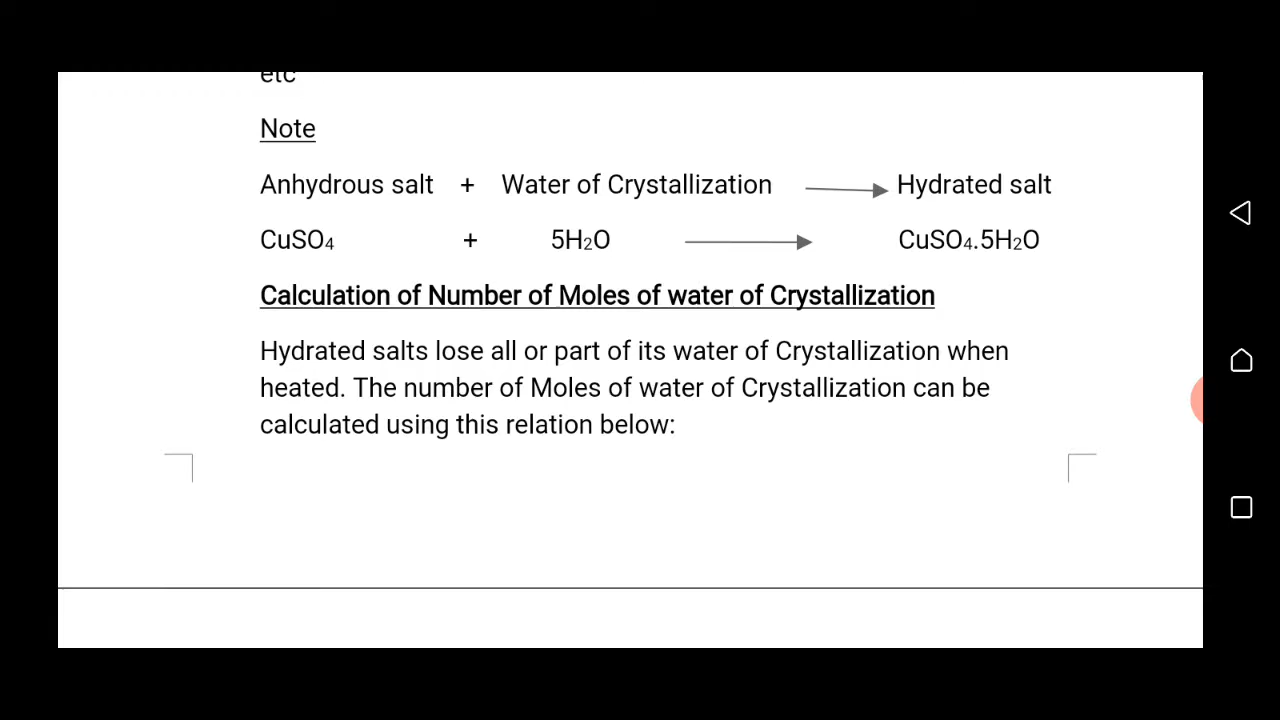 etc
Note
Anhydrous salt + Water of Crystallization ⟶ Hydrated salt
CuSO₄ + 5H₂O ⟶ CuSO₄.5H₂O
Calculation of Number of Moles of water of Crystallization
Hydrated salts lose all or part of its water of Crystallization when
heated. The number of Moles of water of Crystallization can be
calculated using this relation below: